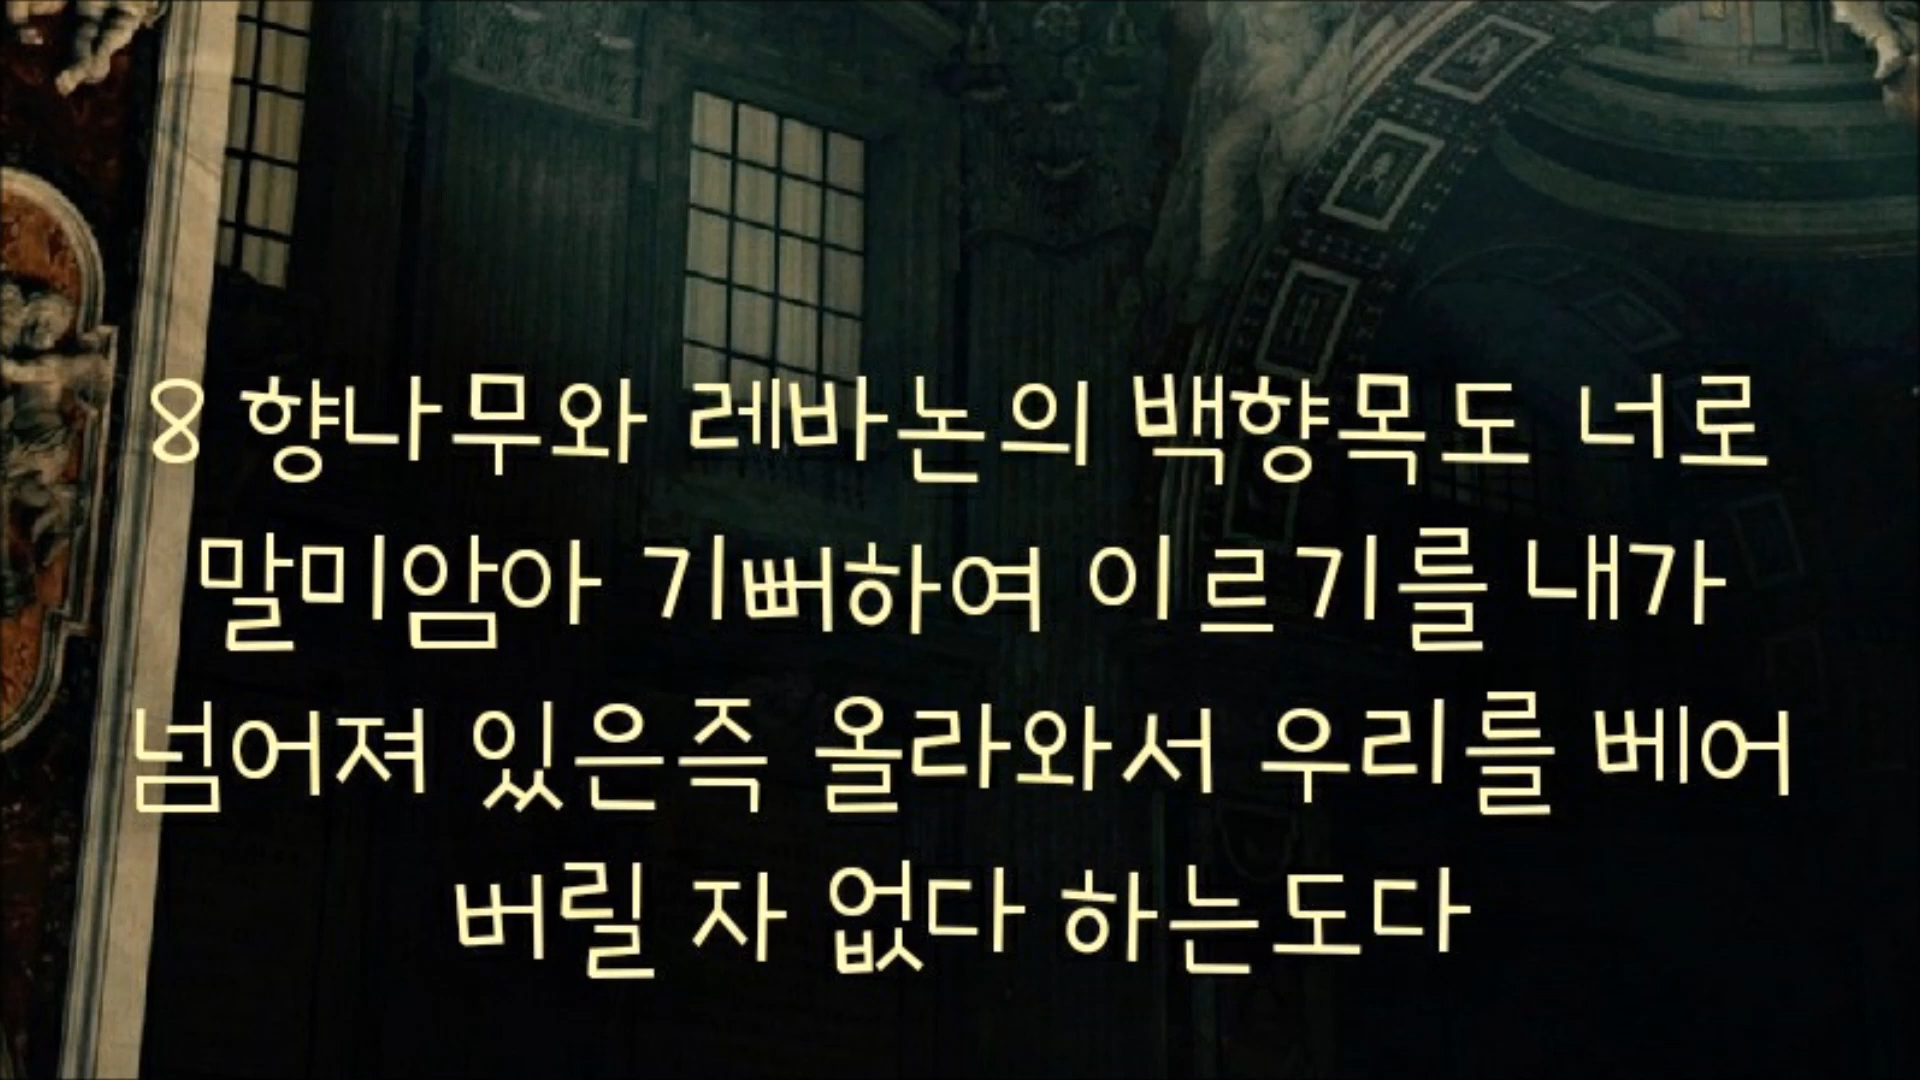 8 향나무와 레바논의 백향목도 너로
말미암아 기뻐하여 이르기를 내가
넘어져 있은즉 올라와서 우리를 베어
버릴 자 없다 하는도다